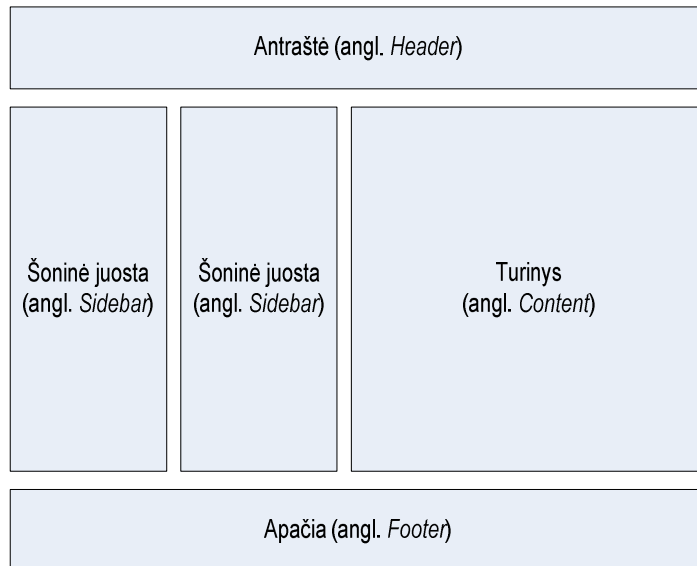 Antraštė (angl. Header)
Šoninė juosta
(angl. Sidebar)
Šoninė juosta
(angl. Sidebar)
Turinys
(angl. Content)
Apačia (angl. Footer)